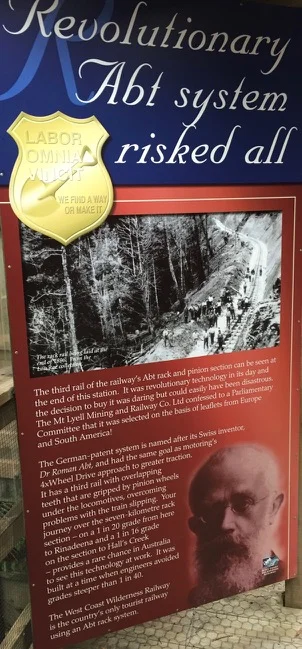 Revolutionary
Abt system
risked all
LABOR
OMNIA
VINCIT
WE FIND A WAY
OR MAKE IT
The rack rail being laid at the
end of
The third rail of the railway's Abt rack and pinion section can be seen at
the end of this station. It was revolutionary technology in its day and
the decision to buy it was daring but could easily have been disastrous.
The Mt Lyell Mining and Railway Co. Ltd confessed to a Parliamentary
Committee that it was selected on the basis of leaflets from Europe
and South America!
The German-patent system is named after its Swiss inventor,
Dr Roman Abt, and had the same goal as motoring's
4xWheel Drive approach to greater traction.
It has a third rail with overlapping
teeth that are gripped by pinion wheels
under the locomotives, overcoming
problems with the train slipping. Your
journey over the seven-kilometre rack
section – on a 1 in 20 grade from here
to Rinadeena and a 1 in 16 grade
on the section to Hall's Creek
– provides a rare chance in Australia
to see this technology at work. It was
built at a time when engineers avoided
grades steeper than 1 in 40.
The West Coast Wilderness Railway
is the country's only tourist railway
using an Abt rack system.